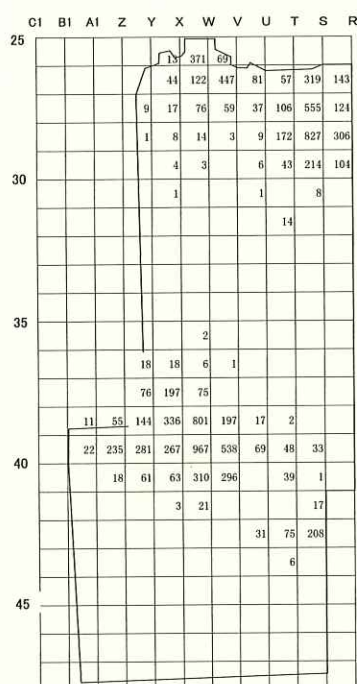 C1 B1 A1 Z Y X W V U T S R
25
13 371 69
44 122 447 81 57 319 143
9 17 76 59 37 106 555 124
1 8 14 3 9 172 827 306
4 3 6 43 214 104
30
1 1 8
14
35
2
18 18 6 1
76 197 75
11 55 144 336 801 197 17 2
22 235 281 267 967 538 69 48 33
40
18 61 63 310 296 39 1
3 21 17
31 75 208
6
45